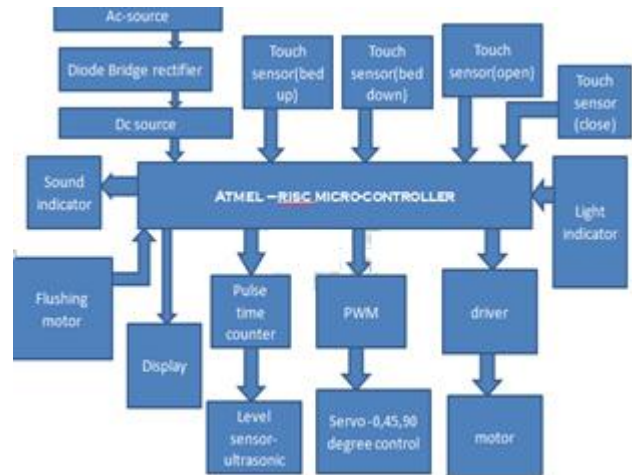 Ac-source
Diode Bridge rectifier
Dc source
Touch
sensor(bed
up)
Touch
sensor(bed
down)
Touch
sensor(open)
Touch
sensor
(close)
Sound
indicator
ATMEL –RISC MICRO-CONTROLLER
Light
indicator
Flushing
motor
Display
Pulse
time
counter
PWM
driver
Level
sensor-
ultrasonic
Servo -0,45,90
degree control
motor